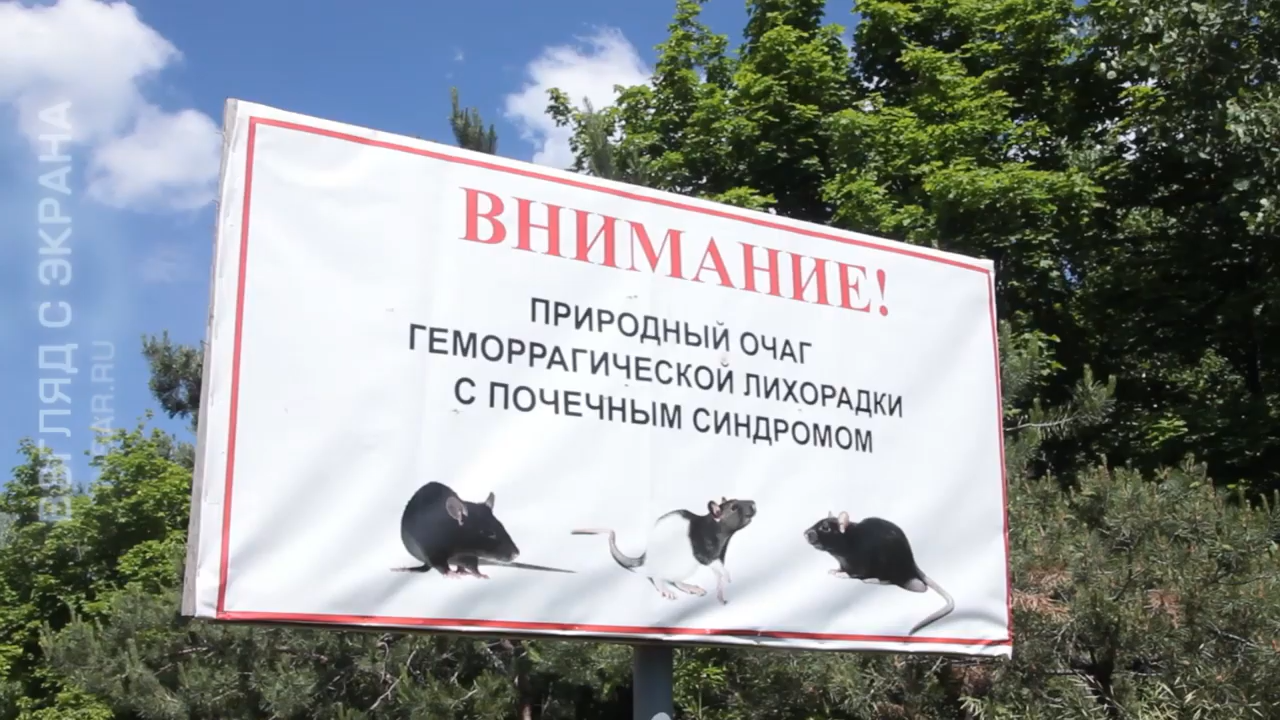 ВНИМАНИЕ!
ПРИРОДНЫЙ ОЧАГ
ГЕМОРРАГИЧЕСКОЙ ЛИХОРАДКИ
С ПОЧЕЧНЫМ СИНДРОМОМ
ВЗГЛЯД С ЭКРАНА